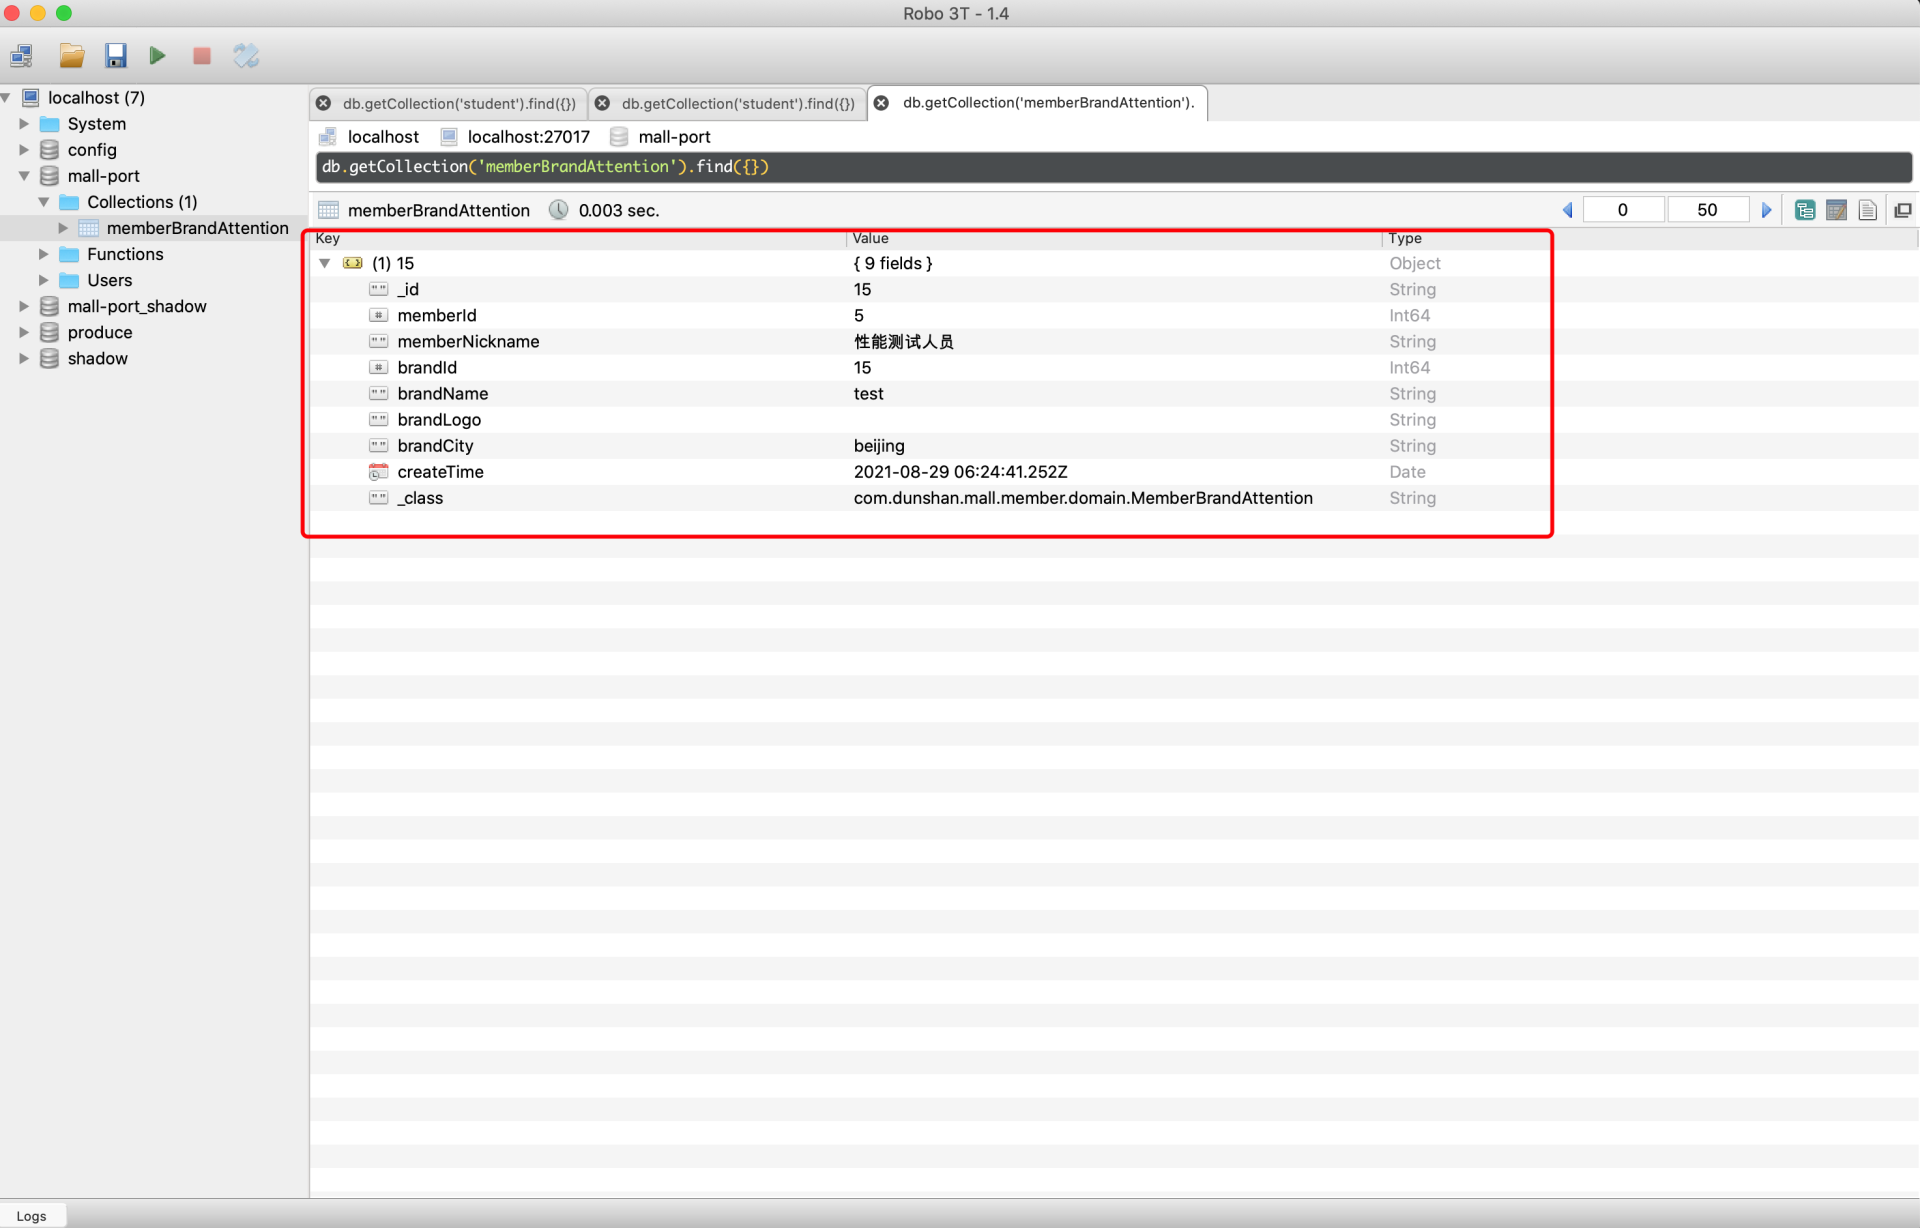 Robo 3T - 1.4
localhost (7)
System
config
mall-port
Collections (1)
memberBrandAttention
Functions
Users
mall-port_shadow
produce
shadow
db.getCollection('student').find({}) db.getCollection('student').find({}) db.getCollection('memberBrandAttention').
localhost localhost:27017 mall-port
db.getCollection('memberBrandAttention').find({})
memberBrandAttention 0.003 sec. 0 50
Key Value Type
(1) 15 { 9 fields } Object
_id 15 String
memberId 5 Int64
memberNickname 性能测试人员 String
brandId 15 Int64
brandName test String
brandLogo String
brandCity beijing String
createTime 2021-08-29 06:24:41.252Z Date
_class com.dunshan.mall.member.domain.MemberBrandAttention String
Logs